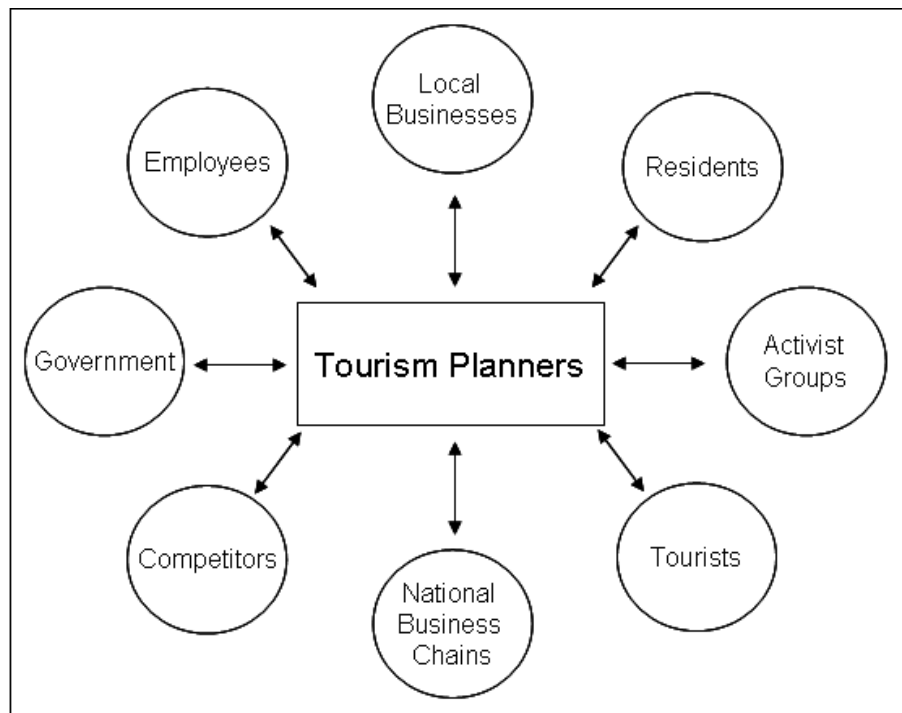 Local
Businesses
Employees
Residents
Government
Tourism Planners
Activist
Groups
Competitors
Tourists
National
Business
Chains